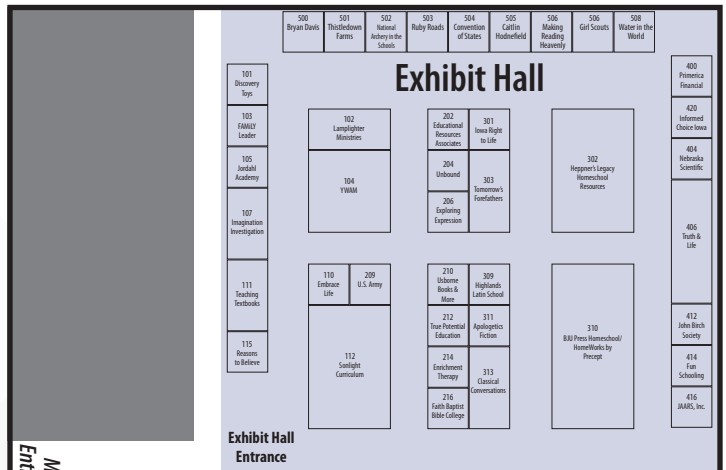 500
Bryan Davis
501
Thistledown
Farms
502
National
Archery in the
Schools
503
Ruby Roads
504
Convention
of States
505
Caitlin
Hodnefield
506
Making
Reading
Heavenly
506
Girl Scouts
508
Water in the
World
Exhibit Hall
101
Discovery
Toys
103
FAMiLY
Leader
105
Jordahl
Academy
107
Imagination
Investigation
111
Teaching
Textbooks
115
Reasons
to Believe
102
Lamplighter
Ministries
104
YWAM
110
Embrace
Life
209
U.S. Army
112
Sonlight
Curriculum
202
Educational
Resources
Associates
301
Iowa Right
to Life
204
Unbound
206
Exploring
Expression
303
Tomorrow's
Forefathers
210
Usborne
Books &
More
309
Highlands
Latin School
212
True Potential
Education
311
Apologetics
Fiction
214
Enrichment
Therapy
313
Classical
Conversations
216
Faith Baptist
Bible College
302
Heppner's Legacy
Homeschool
Resources
310
BJU Press Homeschool/
HomeWorks by
Precept
400
Primerica
Financial
420
Informed
Choice Iowa
404
Nebraska
Scientific
406
Truth &
Life
412
John Birch
Society
414
Fun
Schooling
416
JAARS, Inc.
Exhibit Hall
Entrance